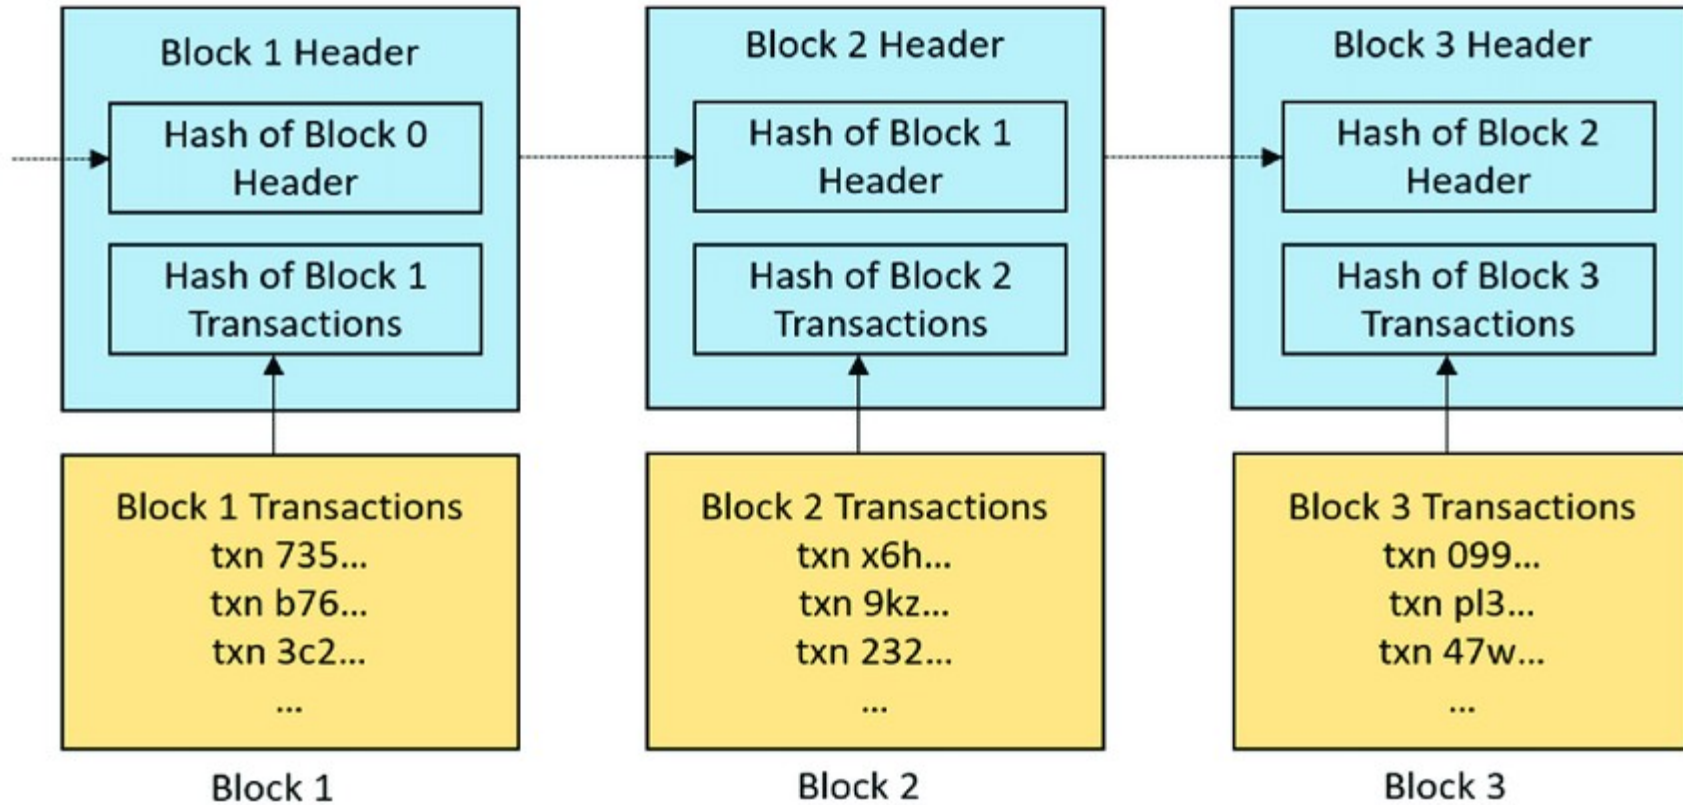 Block 1 Header
Hash of Block 0
Header
Hash of Block 1
Transactions
Block 1 Transactions
txn 735...
txn b76...
txn 3c2...
...
Block 1
Block 2 Header
Hash of Block 1
Header
Hash of Block 2
Transactions
Block 2 Transactions
txn x6h...
txn 9kz...
txn 232...
...
Block 2
Block 3 Header
Hash of Block 2
Header
Hash of Block 3
Transactions
Block 3 Transactions
txn 099...
txn pl3...
txn 47w...
...
Block 3